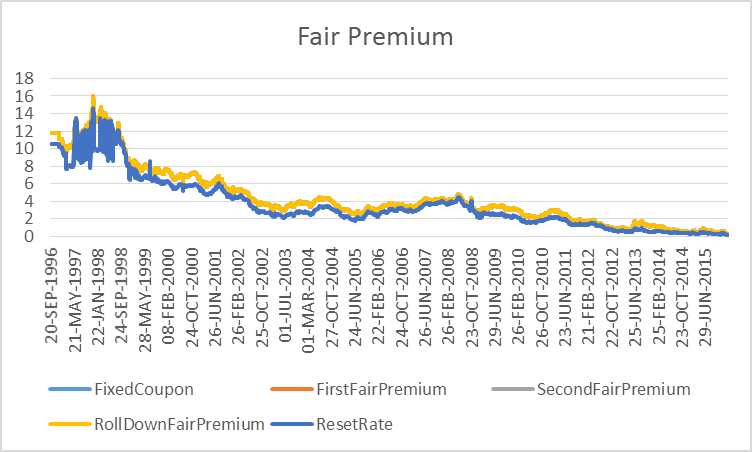 Fair Premium
18
16
14
12
10
8
6
4
2
0
20-SEP-1996
21-MAY-1997
22-JAN-1998
24-SEP-1998
28-MAY-1999
08-FEB-2000
24-OCT-2000
26-JUN-2001
26-FEB-2002
25-OCT-2002
01-JUL-2003
01-MAR-2004
27-OCT-2004
24-JUN-2005
22-FEB-2006
23-OCT-2006
26-JUN-2007
26-FEB-2008
23-OCT-2008
29-JUN-2009
26-FEB-2010
26-OCT-2010
23-JUN-2011
21-FEB-2012
22-OCT-2012
24-JUN-2013
25-FEB-2014
23-OCT-2014
29-JUN-2015
FixedCoupon FirstFairPremium SecondFairPremium
RollDownFairPremium ResetRate